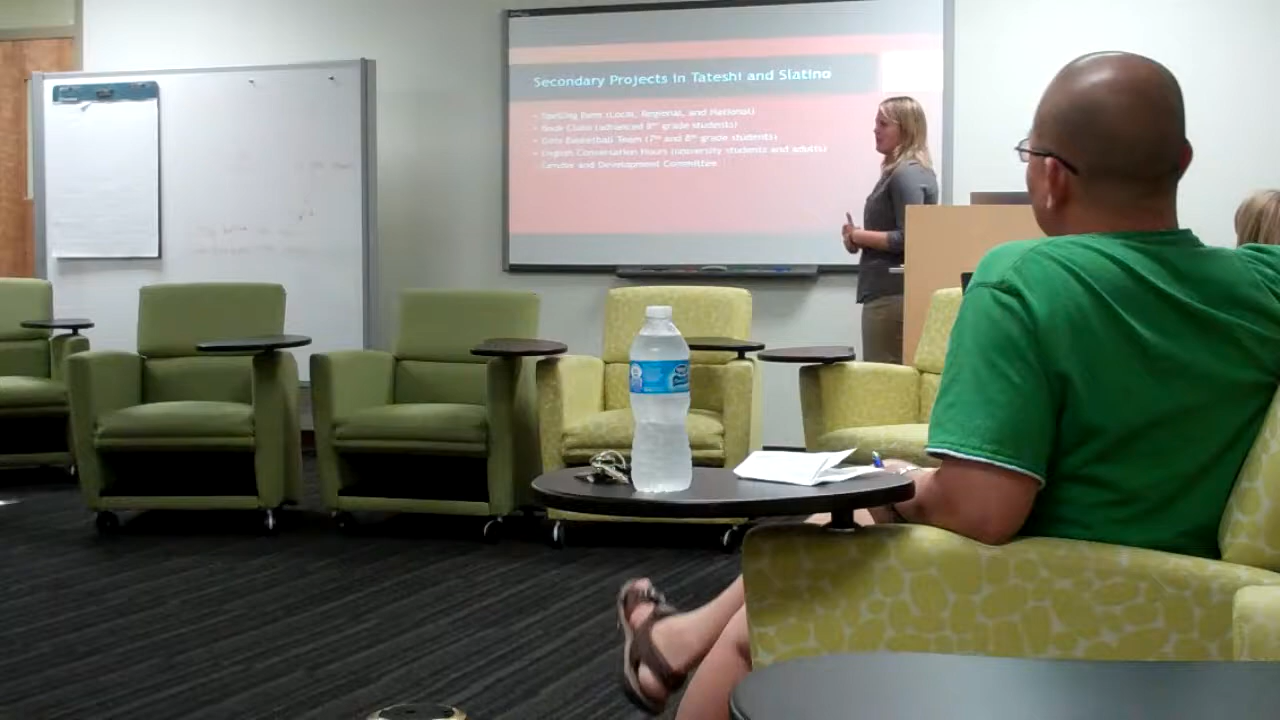 Secondary Projects in Tateshi and Slatino
• Spelling Bees (Local, Regional, and National)
• Book Clubs (advanced 8th grade students)
• Girls Basketball Team (7th and 8th grade students)
• English Conversation Hours (university students and adults)
Gender and Development Committee